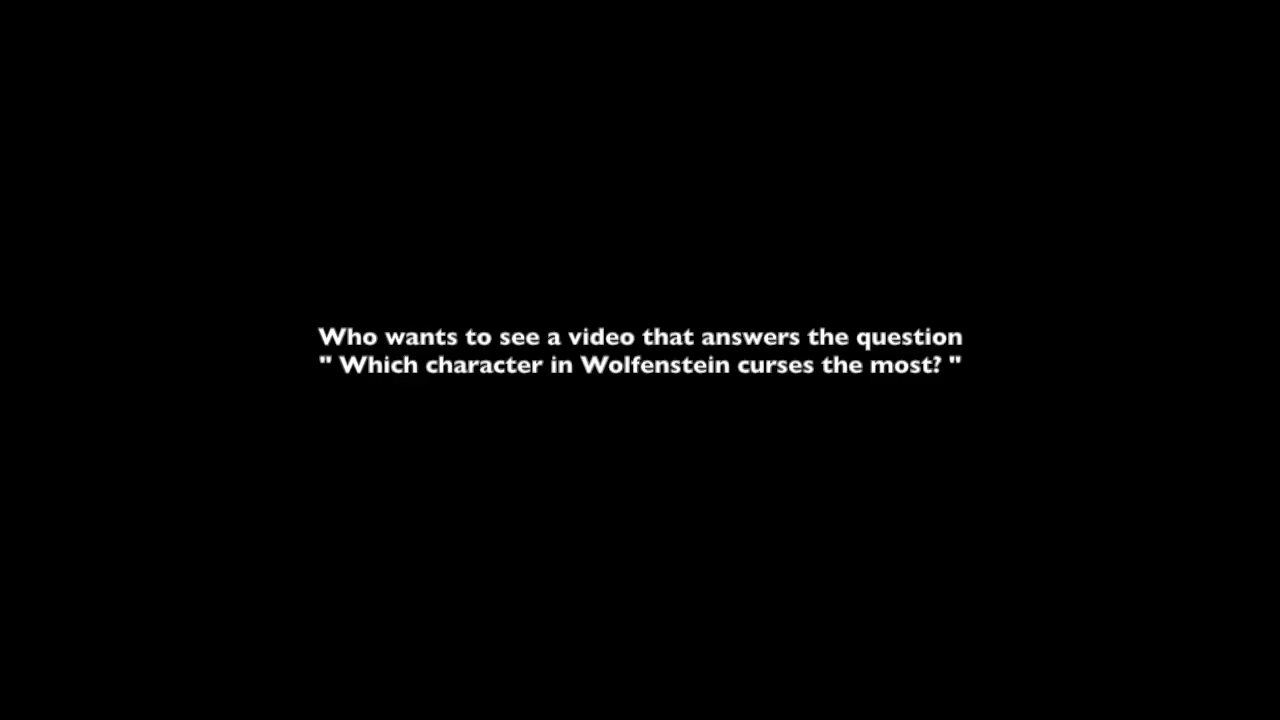 Who wants to see a video that answers the question
" Which character in Wolfenstein curses the most? "